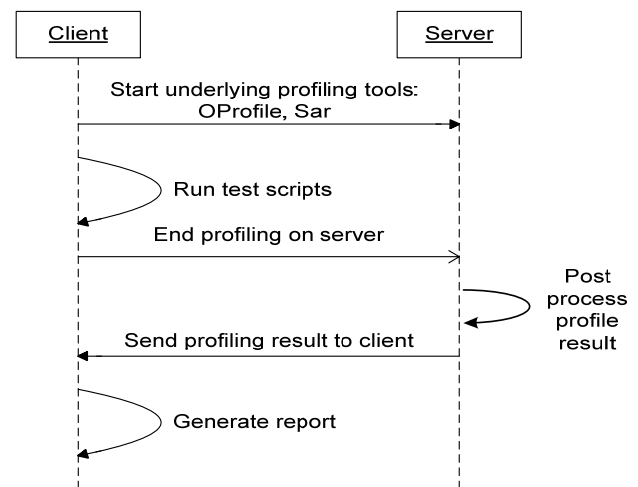 Client
Server
Start underlying profiling tools:
OProfile, Sar
Run test scripts
End profiling on server
Post
process
profile
result
Send profiling result to client
Generate report